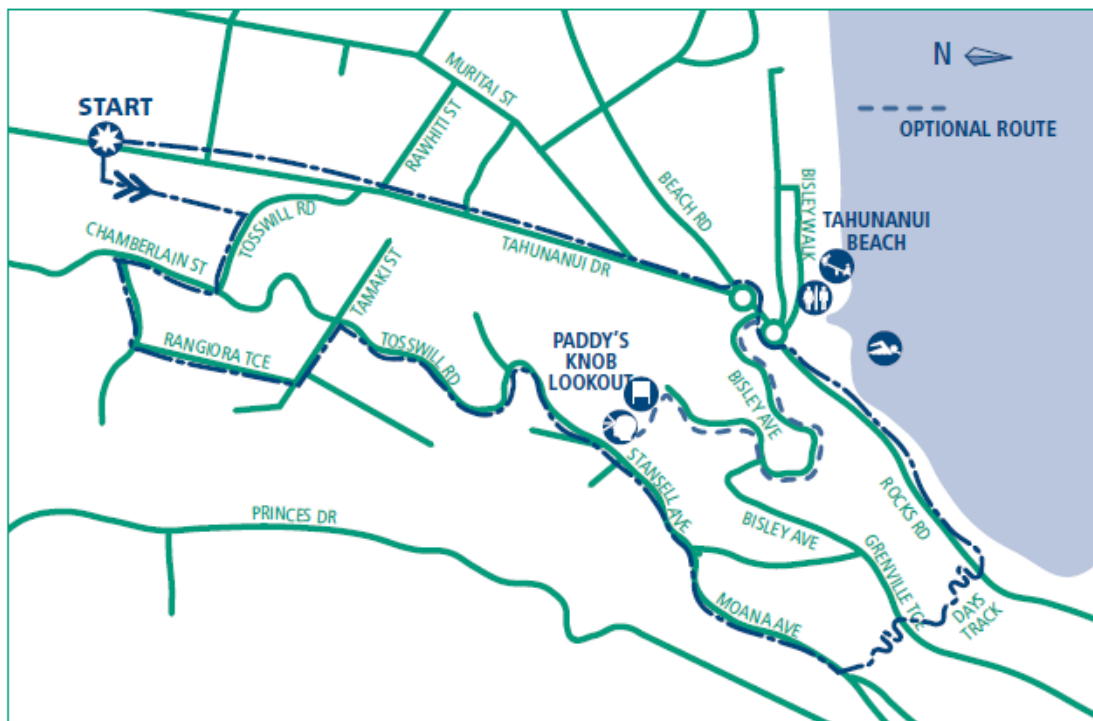 N
OPTIONAL ROUTE
START
MURITAI ST
RAWHITI ST
BEACH RD
BISLEY WALK
TAHUNANUI
BEACH
TOSSWILL RD
CHAMBERLAIN ST
TAHUNANUI DR
TAMAKI ST
RANGIORA TCE
TOSSWILL RD
PADDY'S
KNOB
LOOKOUT
BISLEY AVE
STANSELL AVE
ROCKS RD
PRINCES DR
BISLEY AVE
GRENVILLE TCE
MOANA AVE
DAYS
TRACK